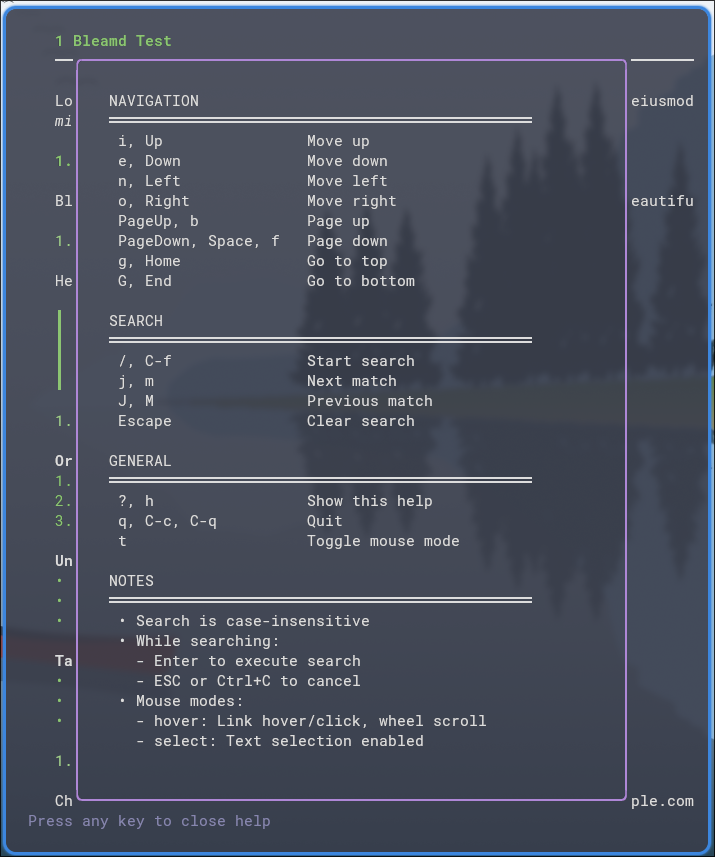 1 Bleamd Test
Lo eiusmod
mi
NAVIGATION
i, Up Move up
e, Down Move down
1.
n, Left Move left
Bl o, Right Move right eautifu
PageUp, b Page up
1. PageDown, Space, f Page down
g, Home Go to top
He G, End Go to bottom
SEARCH
/, C-f Start search
j, m Next match
J, M Previous match
1. Escape Clear search
Or GENERAL
1.
2. ?, h Show this help
3. q, C-c, C-q Quit
t Toggle mouse mode
Un
NOTES
• Search is case-insensitive
• While searching:
Ta - Enter to execute search
- ESC or Ctrl+C to cancel
• Mouse modes:
- hover: Link hover/click, wheel scroll
- select: Text selection enabled
1.
Ch ple.com
Press any key to close help